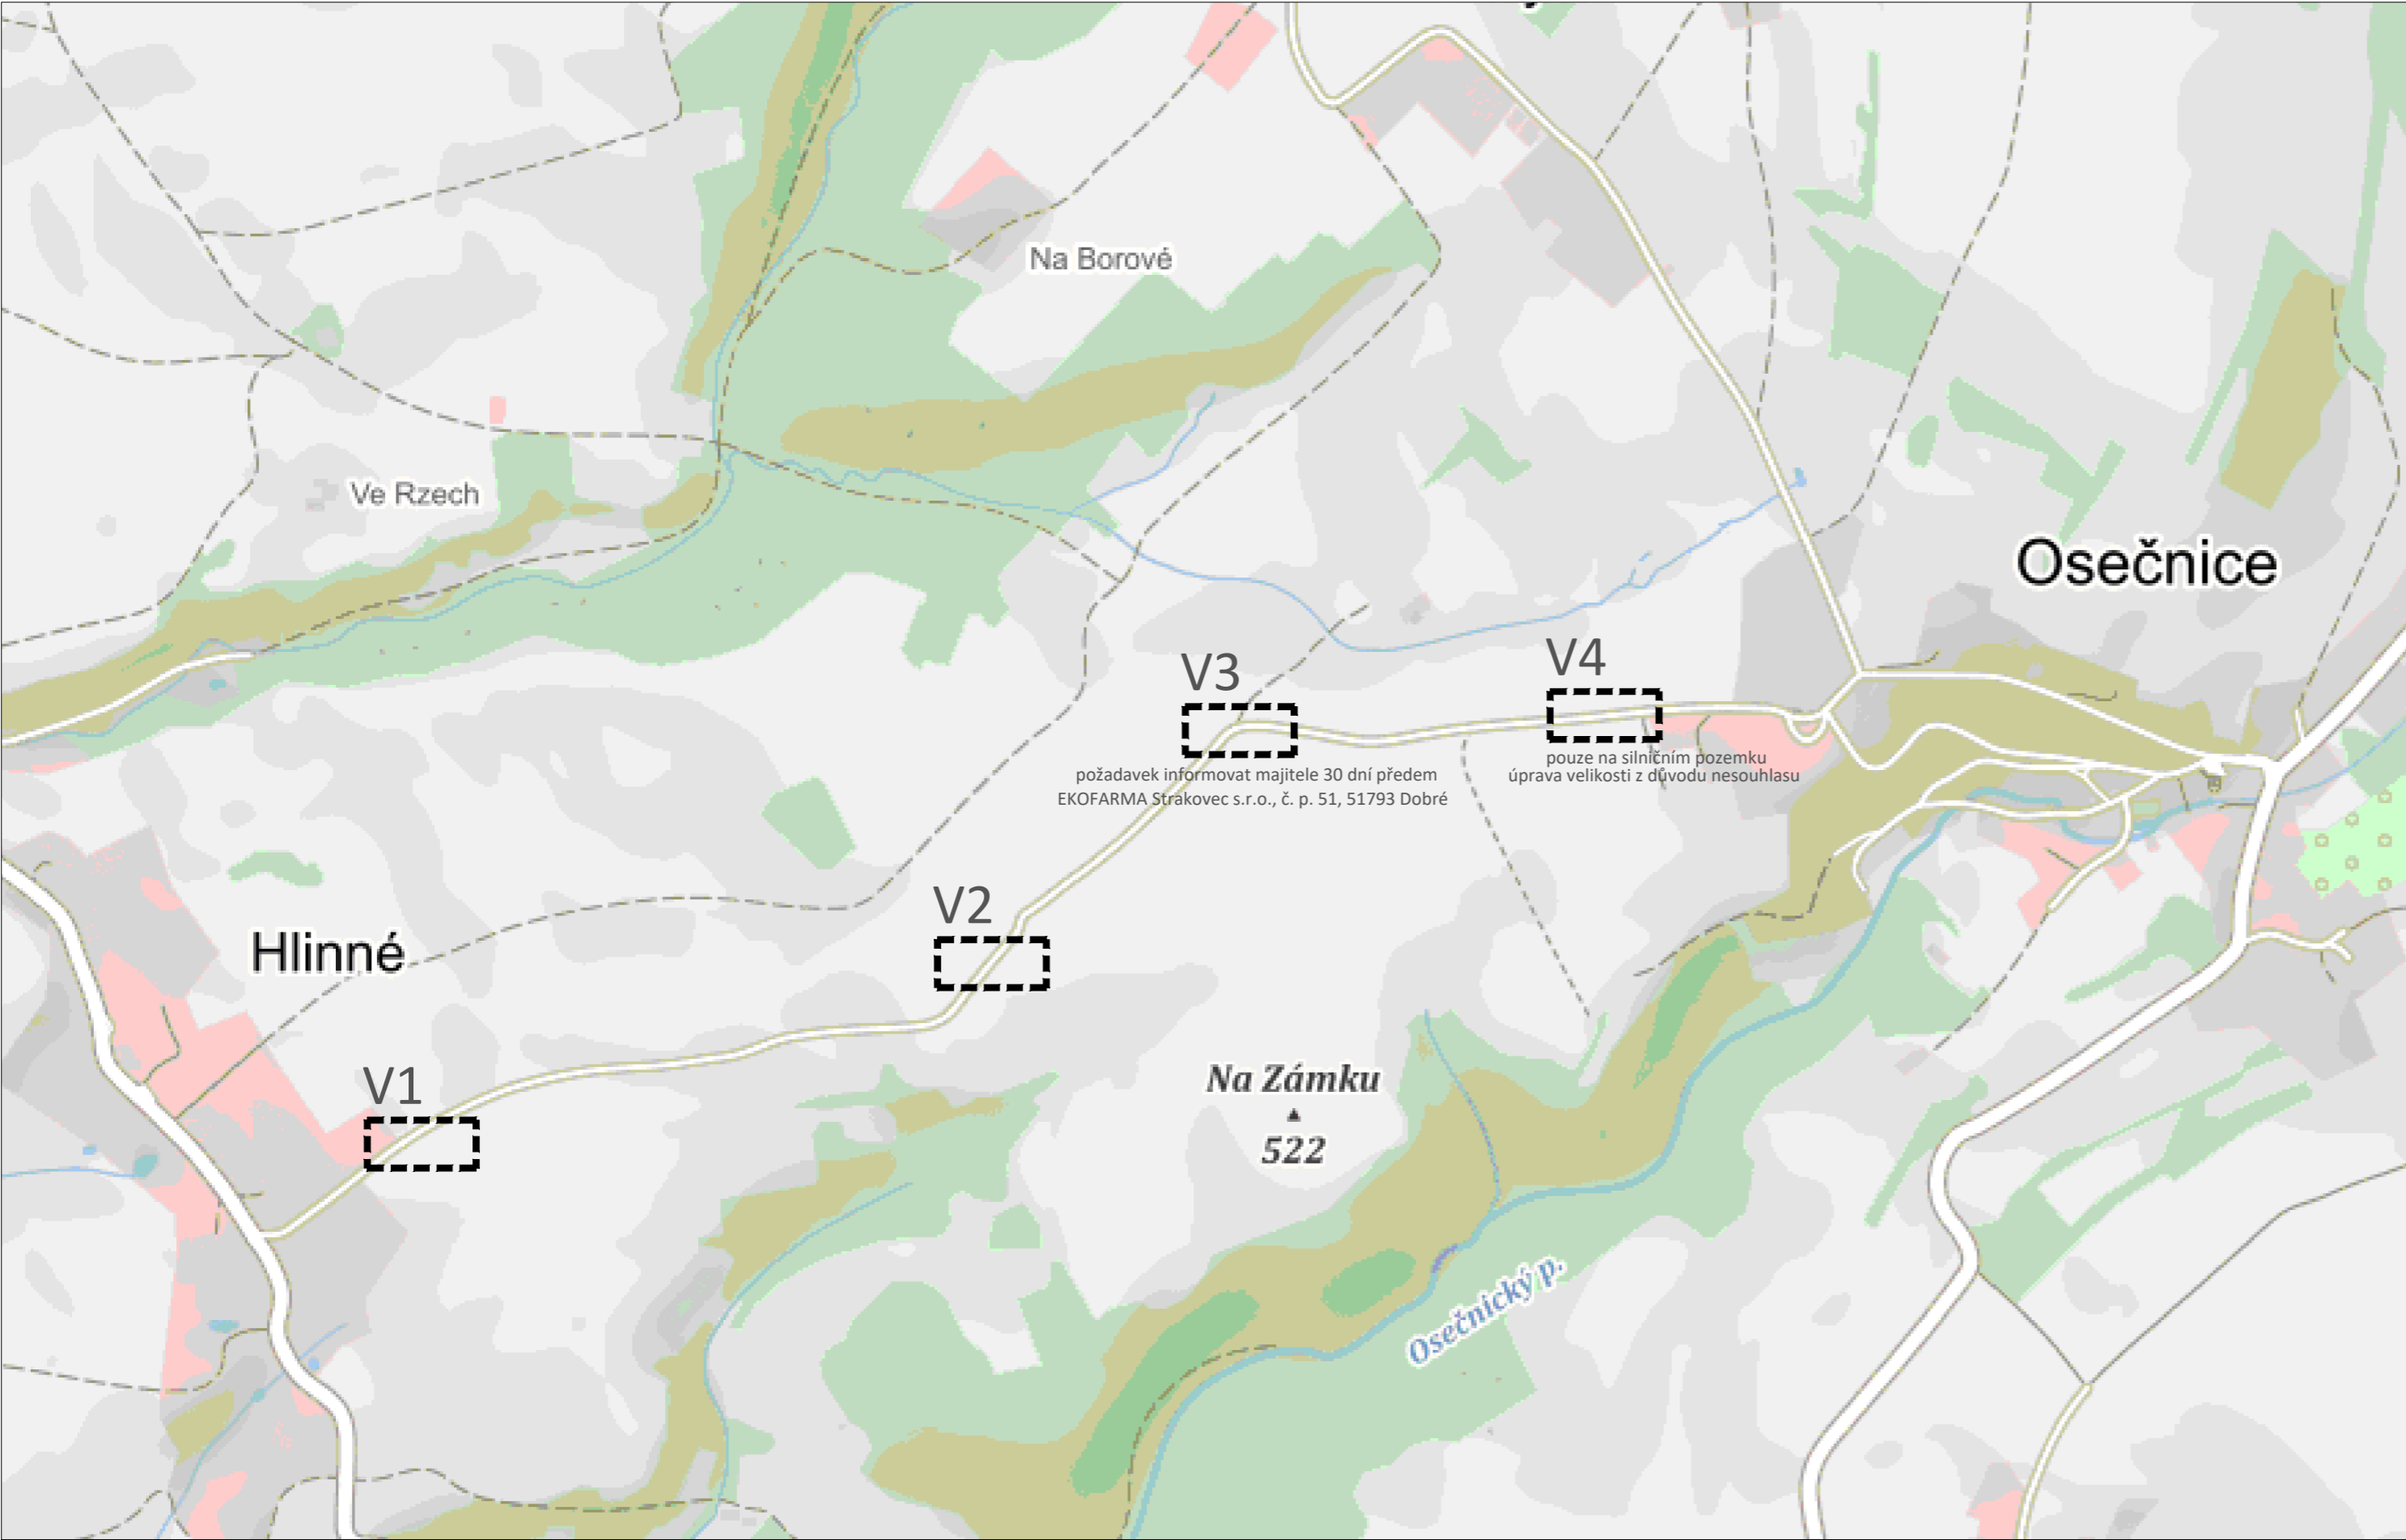 Na Borové
Ve Rzech
Osečnice
V3
V4
požadavek informovat majitele 30 dní předem
EKOFARMA Strakovec s.r.o., č. p. 51, 51793 Dobré
pouze na silničním pozemku
úprava velikosti z důvodu nesouhlasu
V2
Hlinné
V1
Na Zámku
522
Osečnický p.